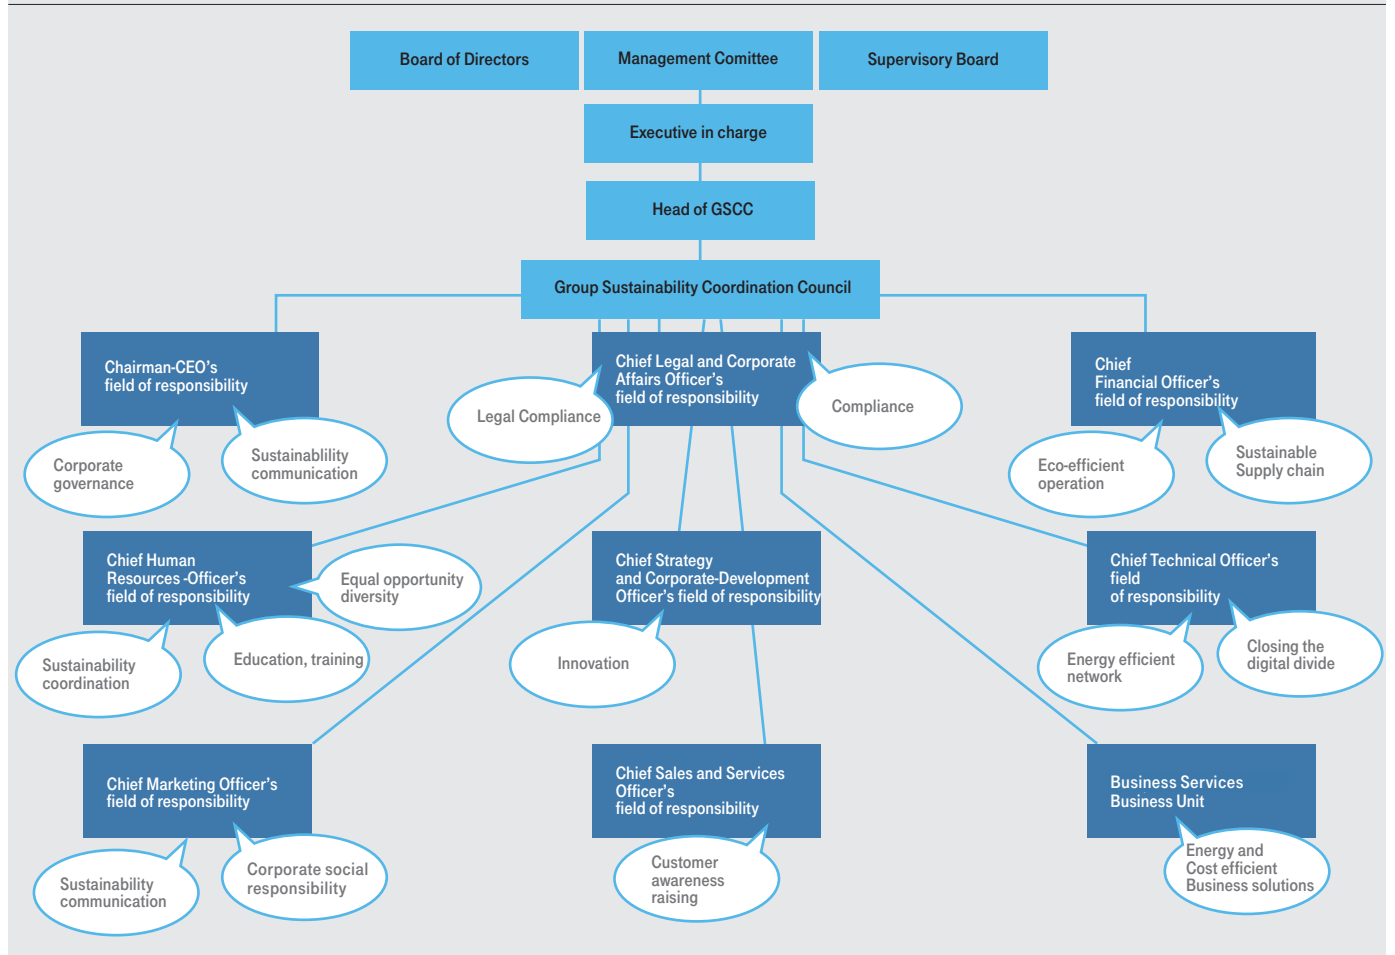 Board of Directors
Management Comittee
Supervisory Board
Executive in charge
Head of GSCC
Group Sustainability Coordination Council
Chairman-CEO's
field of responsibility
Corporate
governance
Sustainablility
communication
Chief Legal and Corporate
Affairs Officer's
field of responsibility
Legal Compliance
Compliance
Chief
Financial Officer's
field of responsibility
Eco-efficient
operation
Sustainable
Supply chain
Chief Human
Resources -Officer's
field of responsibility
Equal opportunity
diversity
Sustainability
coordination
Education, training
Chief Strategy
and Corporate-Development
Officer's field of responsibility
Innovation
Chief Technical Officer's
field
of responsibility
Energy efficient
network
Closing the
digital divide
Chief Marketing Officer's
field of responsibility
Sustainability
communication
Corporate social
responsibility
Chief Sales and Services
Officer's
field of responsibility
Customer
awareness
raising
Business Services
Business Unit
Energy and
Cost efficient
Business solutions